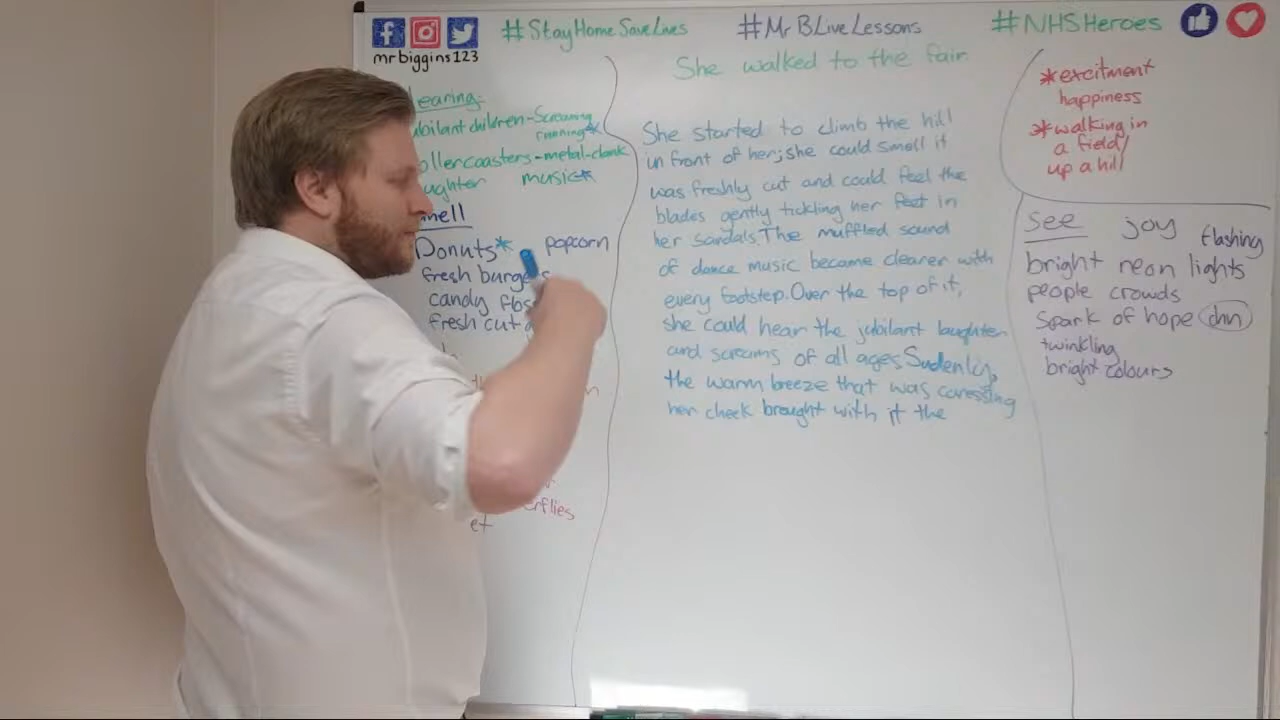 #StayHomeSaveLives #MrBLiveLessons #NHSHeroes
mrbiggins123
She walked to the fair.
earing:
ubilant children-Screaming
running*
ollercoasters-metal-clank
ughter music*
mell
Donuts* popcorn
fresh burgers
candy flos
fresh cut g
erflies
et
She started to climb the hill
in front of her; she could smell it
was freshly cut and could feel the
blades gently tickling her feet in
her sandals. The muffled sound
of dance music became clearer with
every footstep. Over the top of it,
she could hear the jubilant laughter
and screams of all ages. Sudenly,
the warm breeze that was caressing
her cheek brought with it the
*excitment
happiness
*walking in
a field/
up a hill
see joy flashing
bright neon lights
people crowds
Spark of hope dnn
twinkling
bright colours